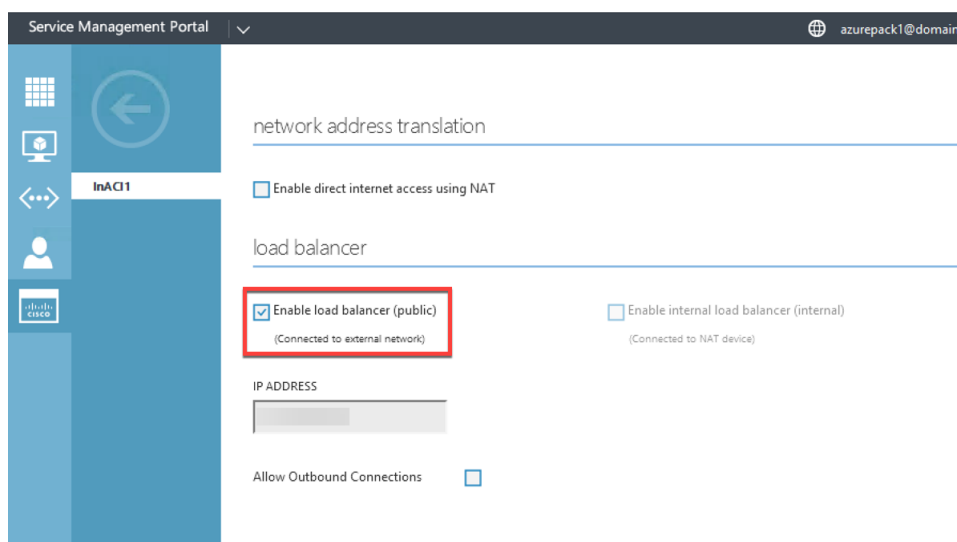 Service Management Portal
azurepack1@domain
network address translation
InACI1
Enable direct internet access using NAT
load balancer
Enable load balancer (public)
Enable internal load balancer (internal)
(Connected to external network)
(Connected to NAT device)
cisco
IP ADDRESS
Allow Outbound Connections